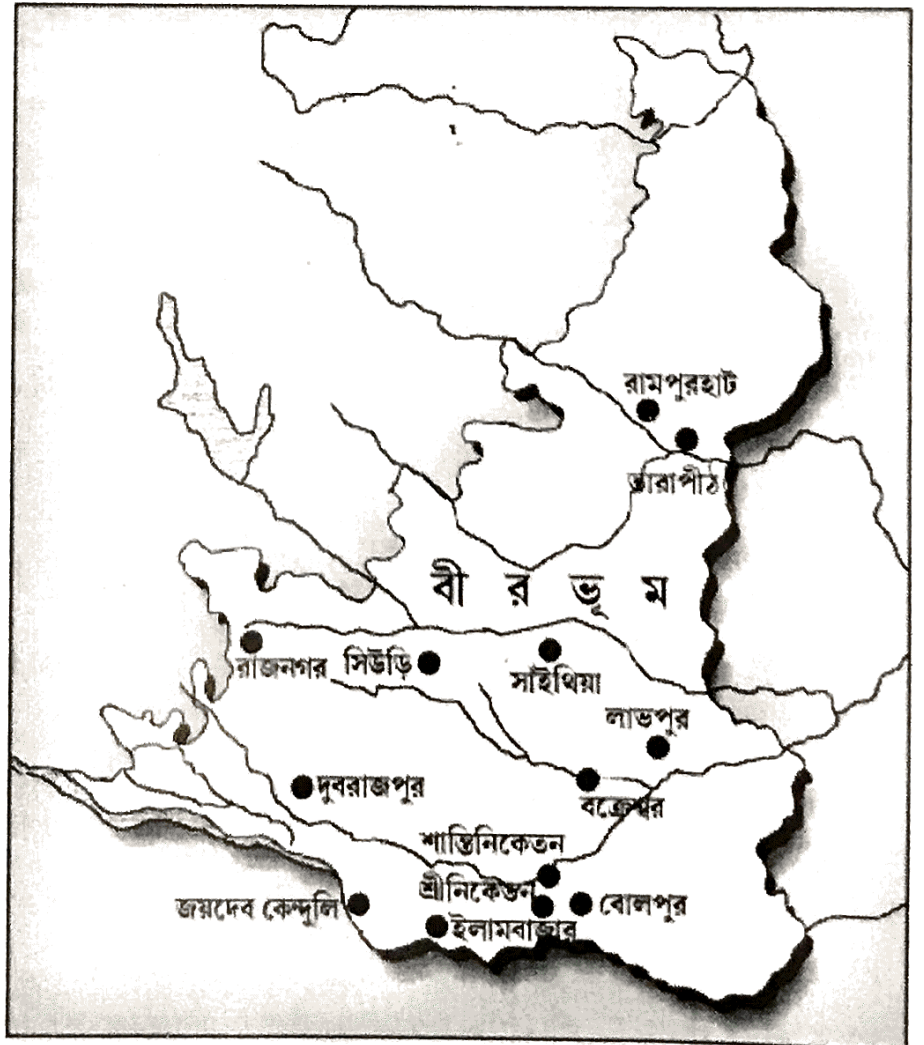 রামপুরহাট
তারাপীঠ
বীরভূম
রাজনগর
সিউড়ি
সাঁইথিয়া
লাভপুর
দুবরাজপুর
বক্রেশ্বর
শান্তিনিকেতন
শ্রীনিকেতন
জয়দেব কেন্দুলি
বোলপুর
ইলামবাজার